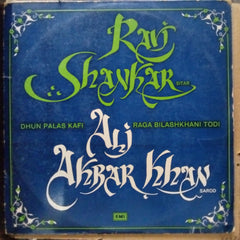 Ravi
Shankar
SITAR
DHUN PALAS KAFI
RAGA BILASHKHANI TODI
Ali
Akbar Khan
SAROD
EMI